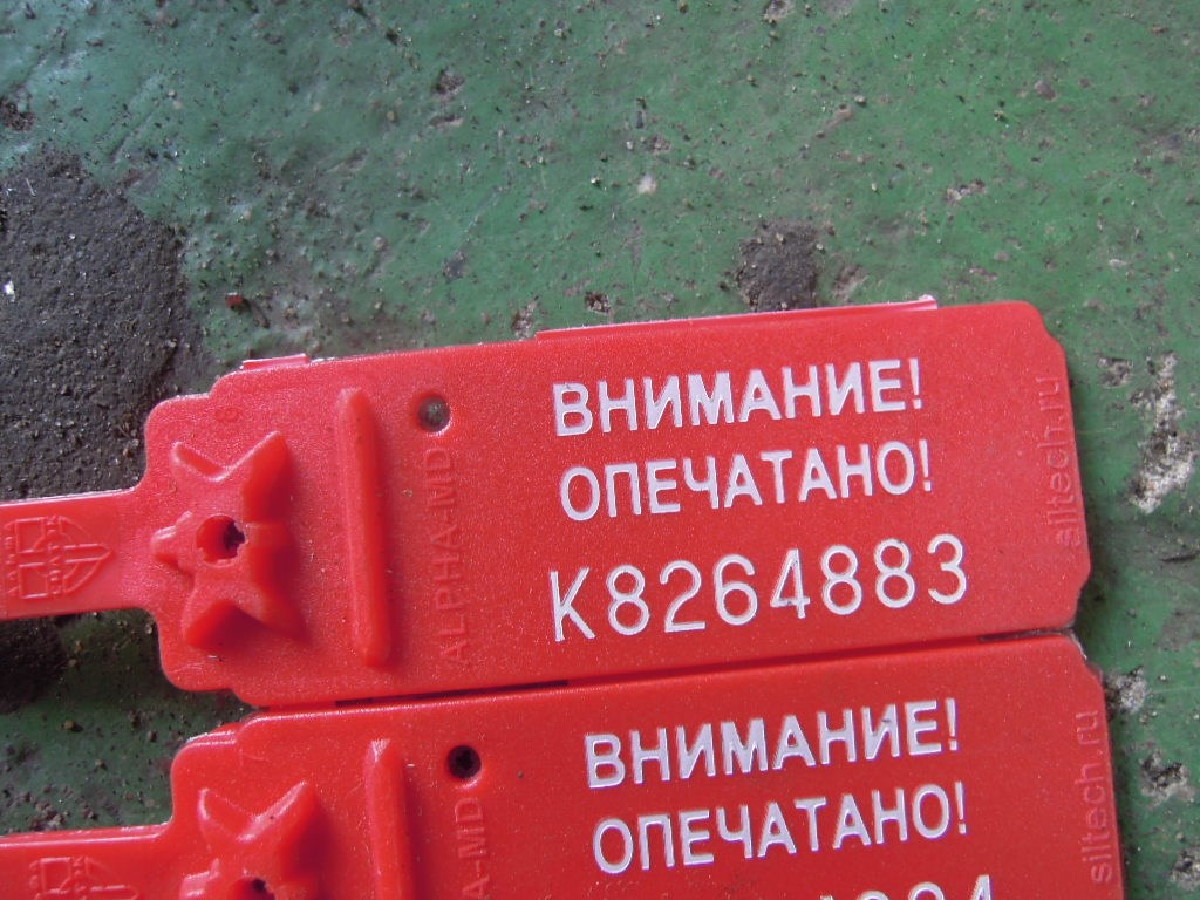 ВНИМАНИЕ!
ОПЕЧАТАНО!
K8264883
ALPHA-MD
siltech.ru
ВНИМАНИЕ!
ОПЕЧАТАНО!
siltech.ru